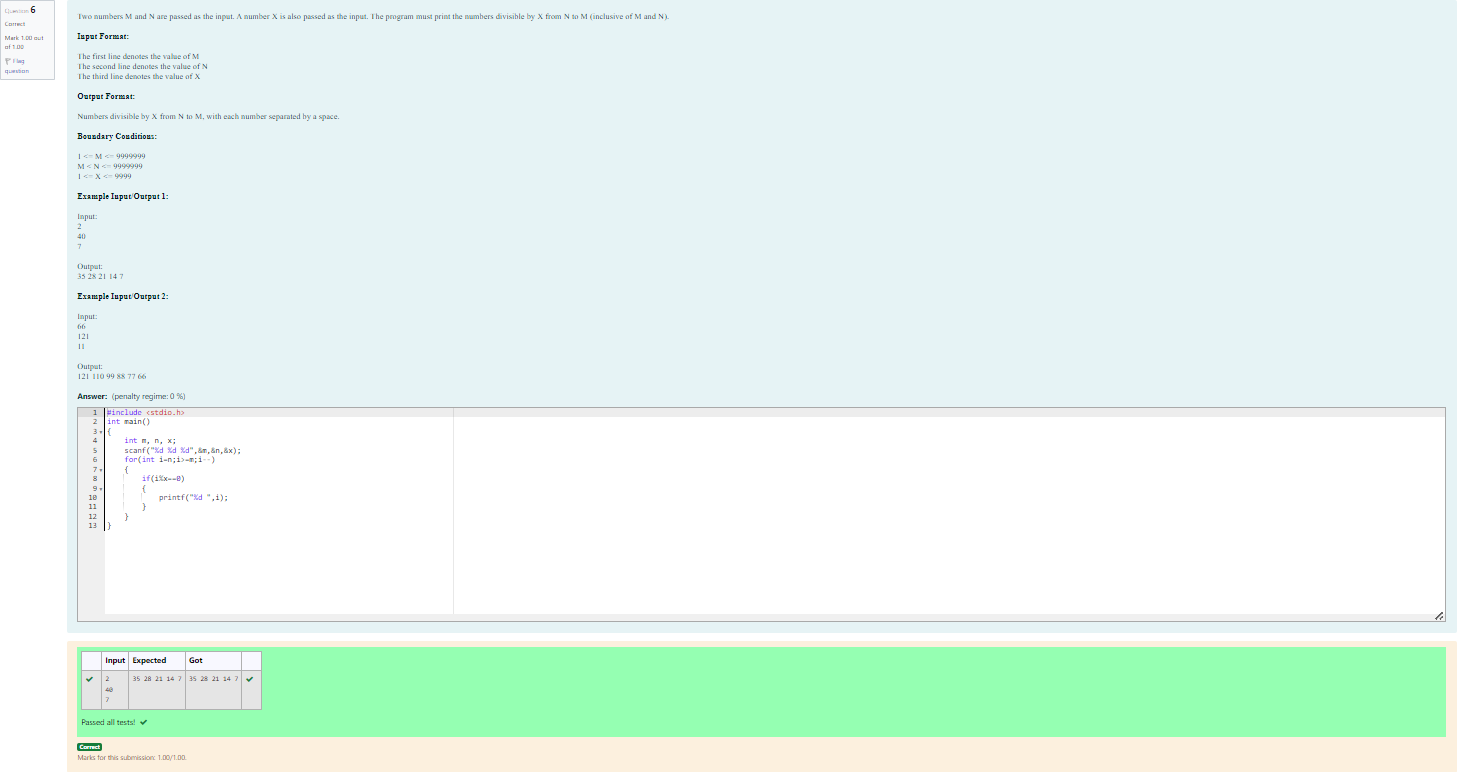 Question 6
Correct
Mark 1.00 out
of 1.00
Flag
question
Two numbers M and N are passed as the input. A number X is also passed as the input. The program must print the numbers divisible by X from N to M (inclusive of M and N).
Input Format:
The first line denotes the value of M
The second line denotes the value of N
The third line denotes the value of X
Output Format:
Numbers divisible by X from N to M, with each number separated by a space.
Boundary Conditions:
1 <= M <= 9999999
M < N <= 9999999
1 <= X <= 9999
Example Input/Output 1:
Input:
2
40
7
Output:
35 28 21 14 7
Example Input/Output 2:
Input:
66
121
11
Output:
121 110 99 88 77 66
Answer: (penalty regime: 0 %)
1 #include <stdio.h>
2 int main()
3 {
4 int m, n, x;
5 scanf("%d %d %d",&m,&n,&x);
6 for(int i=n;i>=m;i--)
7 {
8 if(i%x==0)
9 {
10 printf("%d ",i);
11 }
12 }
13 }
Input Expected Got
2 35 28 21 14 7 35 28 21 14 7
40
7
Passed all tests!
Correct
Marks for this submission: 1.00/1.00.